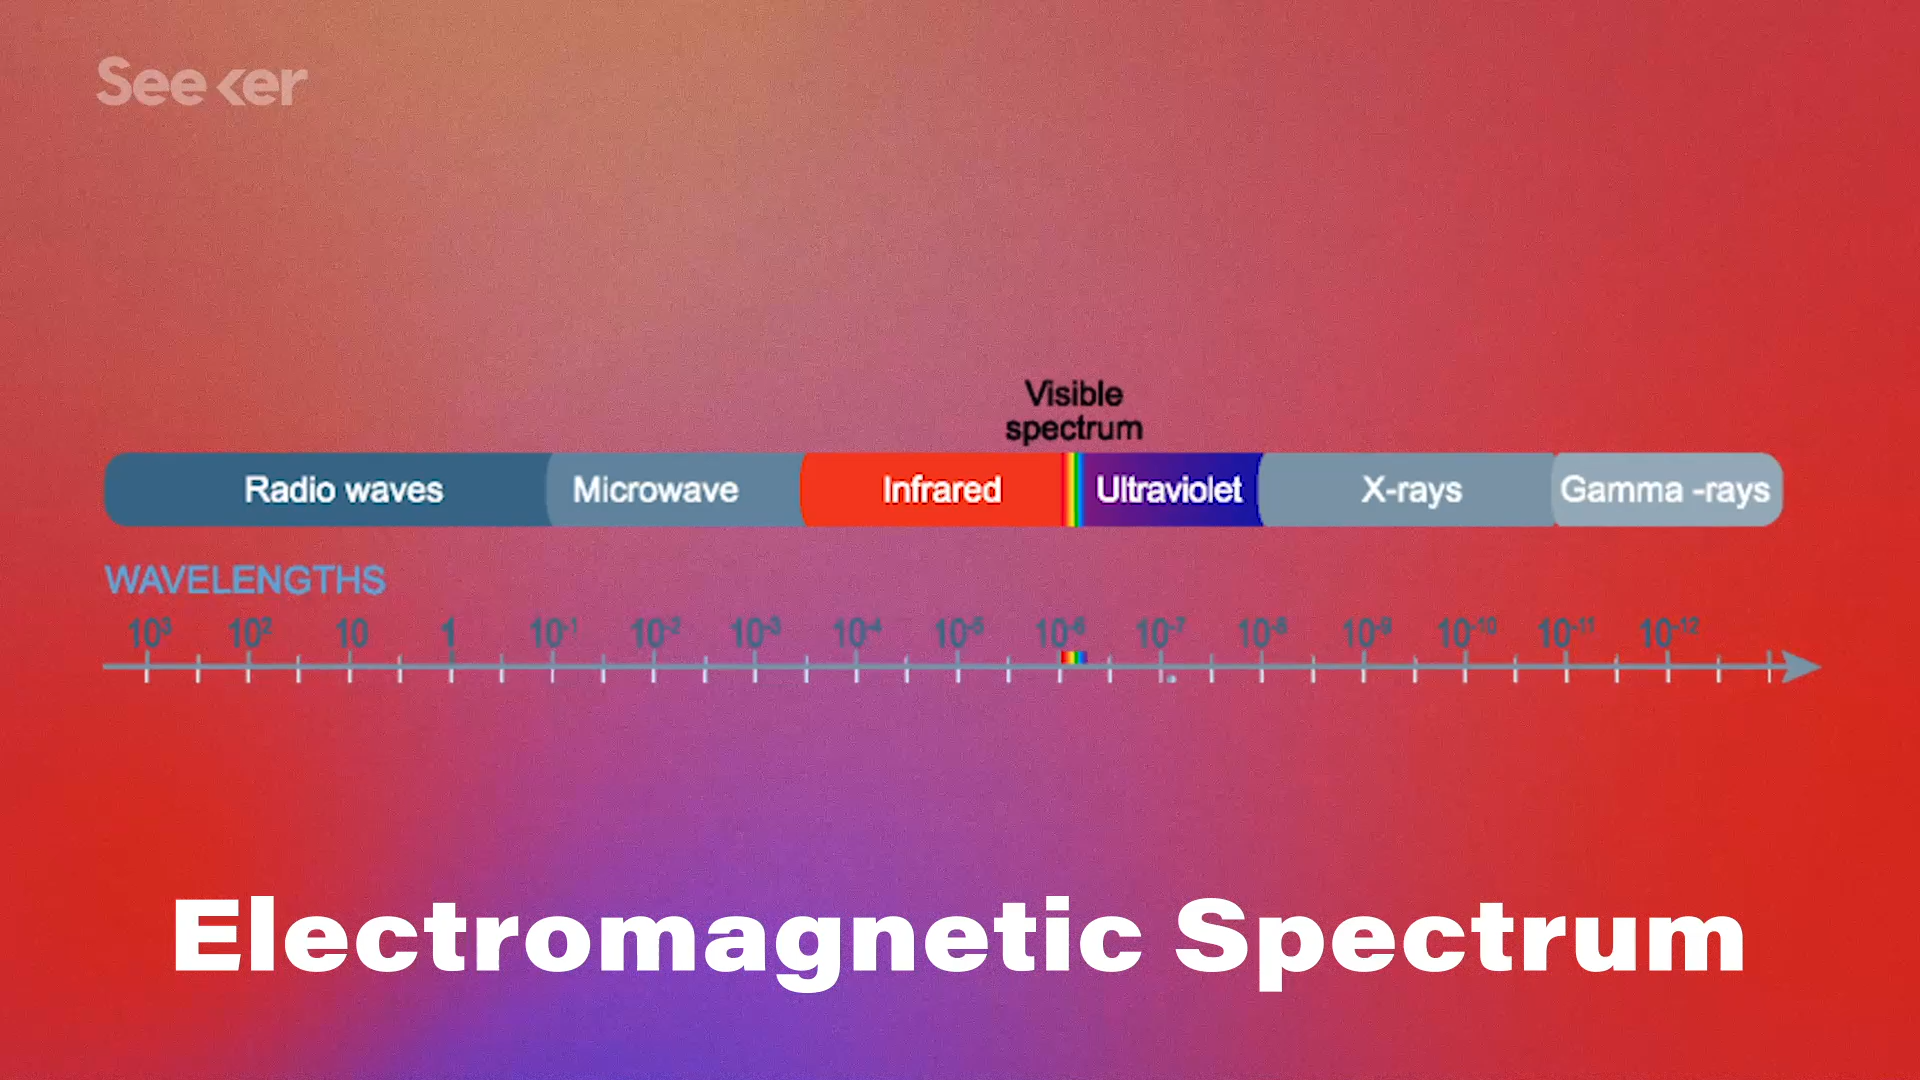 Seeker
Visible
spectrum
Radio waves Microwave Infrared Ultraviolet X-rays Gamma -rays
WAVELENGTHS
10³ 10² 10 1 10⁻¹ 10⁻² 10⁻³ 10⁻⁴ 10⁻⁵ 10⁻⁶ 10⁻⁷ 10⁻⁸ 10⁻⁹ 10⁻¹⁰ 10⁻¹¹ 10⁻¹²
Electromagnetic Spectrum